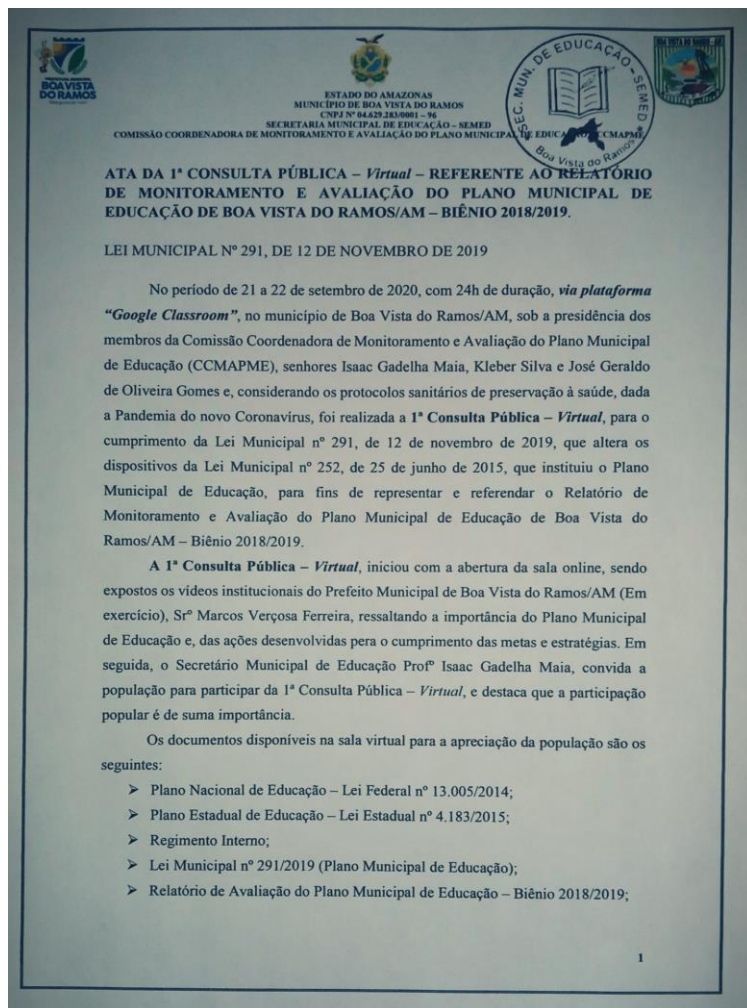 BOA VISTA
DO RAMOS
BOA VISTA DO RAMOS - AM
SEC. MUN. DE EDUCAÇÃO - SEMED
Boa Vista do Ramos
ESTADO DO AMAZONAS
MUNICÍPIO DE BOA VISTA DO RAMOS
CNPJ Nº 04.629.283/0001 – 96
SECRETARIA MUNICIPAL DE EDUCAÇÃO – SEMED
COMISSÃO COORDENADORA DE MONITORAMENTO E AVALIAÇÃO DO PLANO MUNICIPAL DE EDUCAÇÃO CCMAPME
ATA DA 1ª CONSULTA PÚBLICA – Virtual – REFERENTE AO RELATÓRIO
DE MONITORAMENTO E AVALIAÇÃO DO PLANO MUNICIPAL DE
EDUCAÇÃO DE BOA VISTA DO RAMOS/AM – BIÊNIO 2018/2019.
LEI MUNICIPAL Nº 291, DE 12 DE NOVEMBRO DE 2019
No período de 21 a 22 de setembro de 2020, com 24h de duração, via plataforma
“Google Classroom”, no município de Boa Vista do Ramos/AM, sob a presidência dos
membros da Comissão Coordenadora de Monitoramento e Avaliação do Plano Municipal
de Educação (CCMAPME), senhores Isaac Gadelha Maia, Kleber Silva e José Geraldo
de Oliveira Gomes e, considerando os protocolos sanitários de preservação à saúde, dada
a Pandemia do novo Coronavírus, foi realizada a 1ª Consulta Pública – Virtual, para o
cumprimento da Lei Municipal nº 291, de 12 de novembro de 2019, que altera os
dispositivos da Lei Municipal nº 252, de 25 de junho de 2015, que instituiu o Plano
Municipal de Educação, para fins de representar e referendar o Relatório de
Monitoramento e Avaliação do Plano Municipal de Educação de Boa Vista do
Ramos/AM – Biênio 2018/2019.
A 1ª Consulta Pública – Virtual, iniciou com a abertura da sala online, sendo
expostos os vídeos institucionais do Prefeito Municipal de Boa Vista do Ramos/AM (Em
exercício), Srº Marcos Verçosa Ferreira, ressaltando a importância do Plano Municipal
de Educação e, das ações desenvolvidas pera o cumprimento das metas e estratégias. Em
seguida, o Secretário Municipal de Educação Profº Isaac Gadelha Maia, convida a
população para participar da 1ª Consulta Pública – Virtual, e destaca que a participação
popular é de suma importância.
Os documentos disponíveis na sala virtual para a apreciação da população são os
seguintes:
➢ Plano Nacional de Educação – Lei Federal nº 13.005/2014;
➢ Plano Estadual de Educação – Lei Estadual nº 4.183/2015;
➢ Regimento Interno;
➢ Lei Municipal nº 291/2019 (Plano Municipal de Educação);
➢ Relatório de Avaliação do Plano Municipal de Educação – Biênio 2018/2019;
1